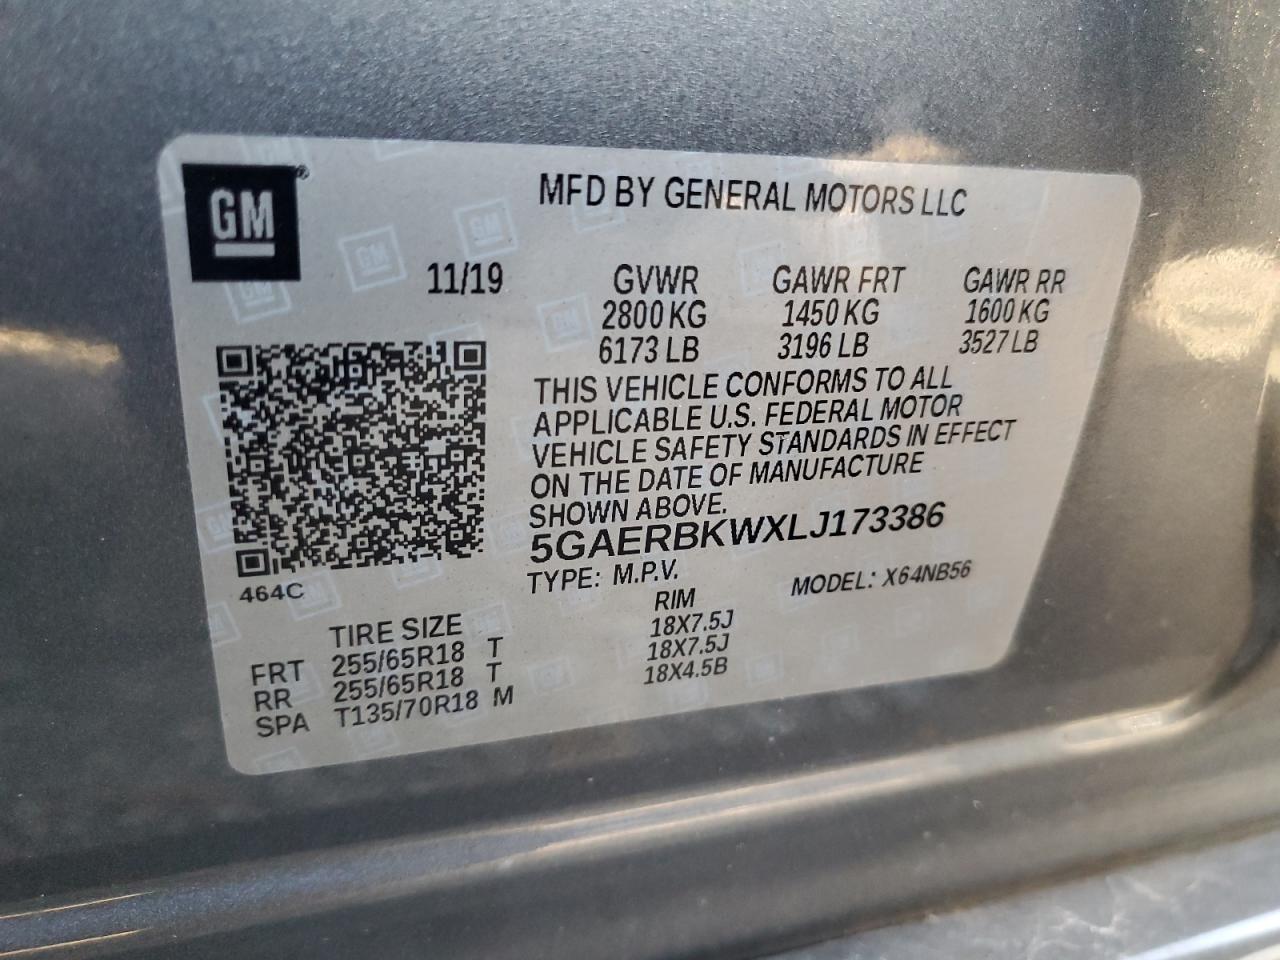 GM®
MFD BY GENERAL MOTORS LLC
11/19 GVWR GAWR FRT GAWR RR
2800 KG 1450 KG 1600 KG
6173 LB 3196 LB 3527 LB
THIS VEHICLE CONFORMS TO ALL
APPLICABLE U.S. FEDERAL MOTOR
VEHICLE SAFETY STANDARDS IN EFFECT
ON THE DATE OF MANUFACTURE
SHOWN ABOVE.
5GAERBKWXLJ173386
TYPE: M.P.V. MODEL: X64NB56
464C
TIRE SIZE RIM
FRT 255/65R18 T 18X7.5J
RR 255/65R18 T 18X7.5J
SPA T135/70R18 M 18X4.5B